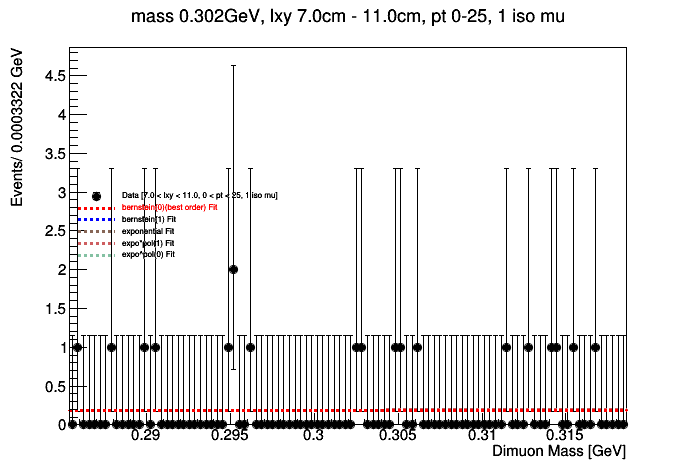 mass 0.302GeV, lxy 7.0cm - 11.0cm, pt 0-25, 1 iso mu
Events/ 0.0003322 GeV
4.5
4
3.5
3
2.5
2
1.5
1
0.5
0
Data [7.0 < lxy < 11.0, 0 < pt < 25, 1 iso mu]
bernstein[0](best order) Fit
bernstein[1] Fit
exponential Fit
expo*pol(1) Fit
expo*pol(0) Fit
0.29 0.295 0.3 0.305 0.31 0.315
Dimuon Mass [GeV]